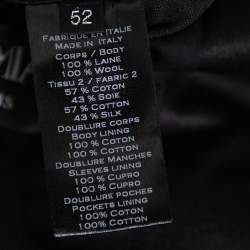 52
Fabriqué en Italie
Made in Italy
Corps / Body
100 % Laine
100 % Wool
Tissu 2 / Fabric 2
57 % Coton
43 % Soie
57% Cotton
43 % Silk
Doublure Corps
Body Lining
100 % Coton
100 % Cotton
Doublure Manches
Sleeves Lining
100 % Cupro
100 % Cupro
Doublure Poches
Pockets Lining
100% Coton
100% Cotton